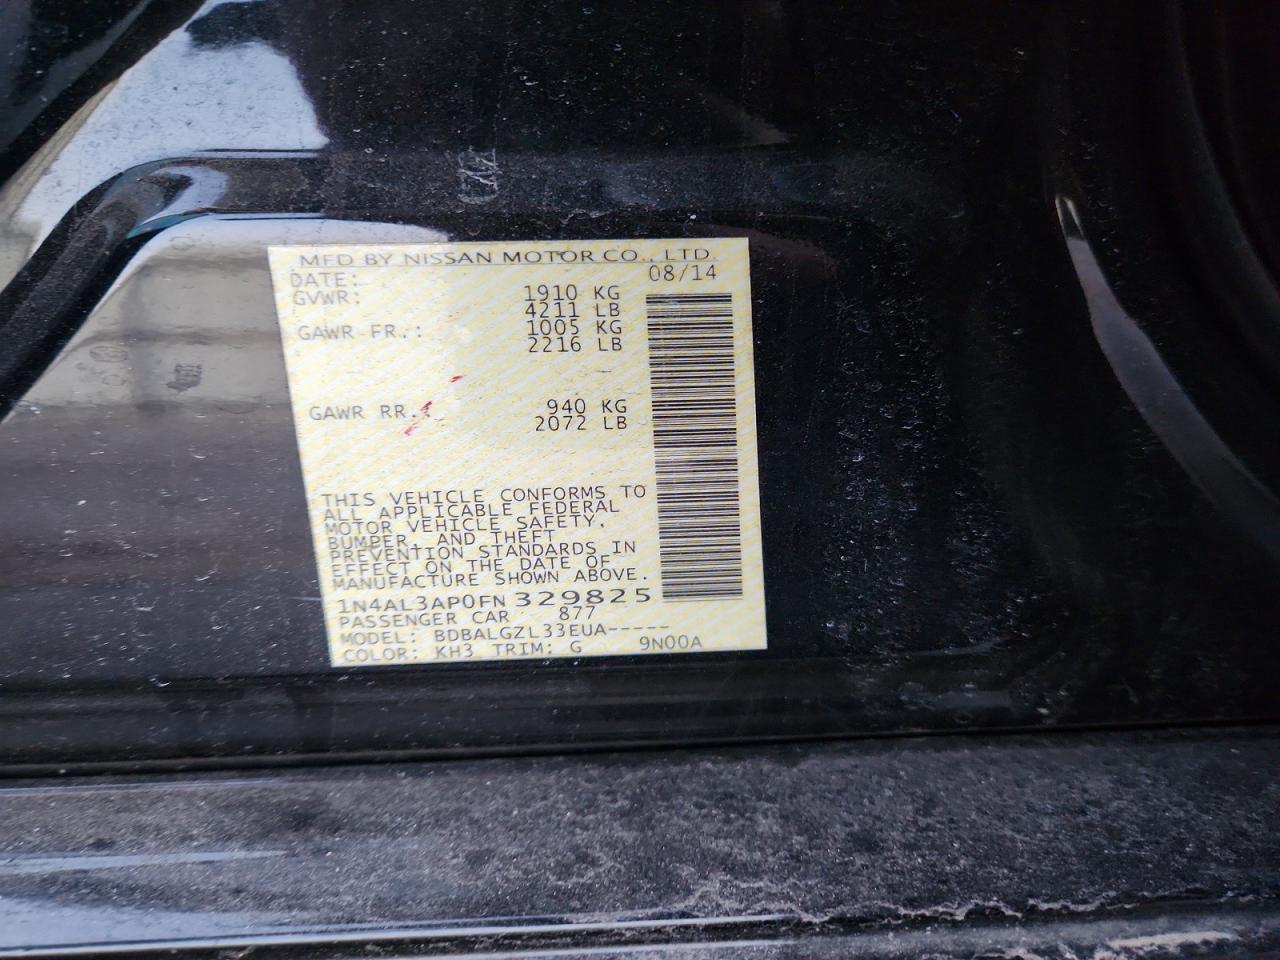 MFD BY NISSAN MOTOR CO., LTD.
DATE: 08/14
GVWR: 1910 KG
4211 LB
GAWR FR.: 1005 KG
2216 LB
GAWR RR.: 940 KG
2072 LB
THIS VEHICLE CONFORMS TO
ALL APPLICABLE FEDERAL
MOTOR VEHICLE SAFETY,
BUMPER, AND THEFT
PREVENTION STANDARDS IN
EFFECT ON THE DATE OF
MANUFACTURE SHOWN ABOVE.
1N4AL3AP0FN329825
PASSENGER CAR 877
MODEL: BDBALGZL33EUA-----
COLOR: KH3 TRIM: G 9N00A